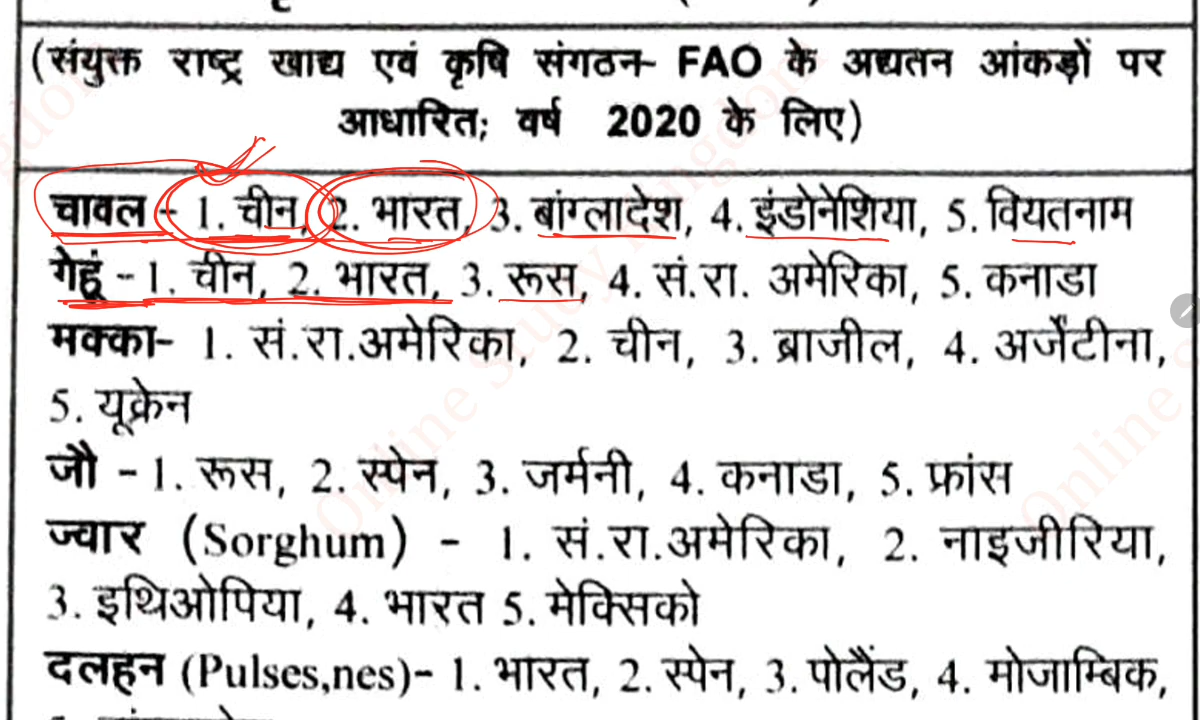 (संयुक्त राष्ट्र खाद्य एवं कृषि संगठन- FAO के अद्यतन आंकड़ों पर
आधारित; वर्ष 2020 के लिए)
चावल - 1. चीन, 2. भारत, 3. बांग्लादेश, 4. इंडोनेशिया, 5. वियतनाम
गेहूं - 1. चीन, 2. भारत, 3. रूस, 4. सं.रा. अमेरिका, 5. कनाडा
मक्का- 1. सं.रा.अमेरिका, 2. चीन, 3. ब्राजील, 4. अर्जेंटीना,
5. यूक्रेन
जौ - 1. रूस, 2. स्पेन, 3. जर्मनी, 4. कनाडा, 5. फ्रांस
ज्वार (Sorghum) - 1. सं.रा.अमेरिका, 2. नाइजीरिया,
3. इथिओपिया, 4. भारत 5. मेक्सिको
दलहन (Pulses,nes)- 1. भारत, 2. स्पेन, 3. पोलैंड, 4. मोजाम्बिक,
Online Study
Online